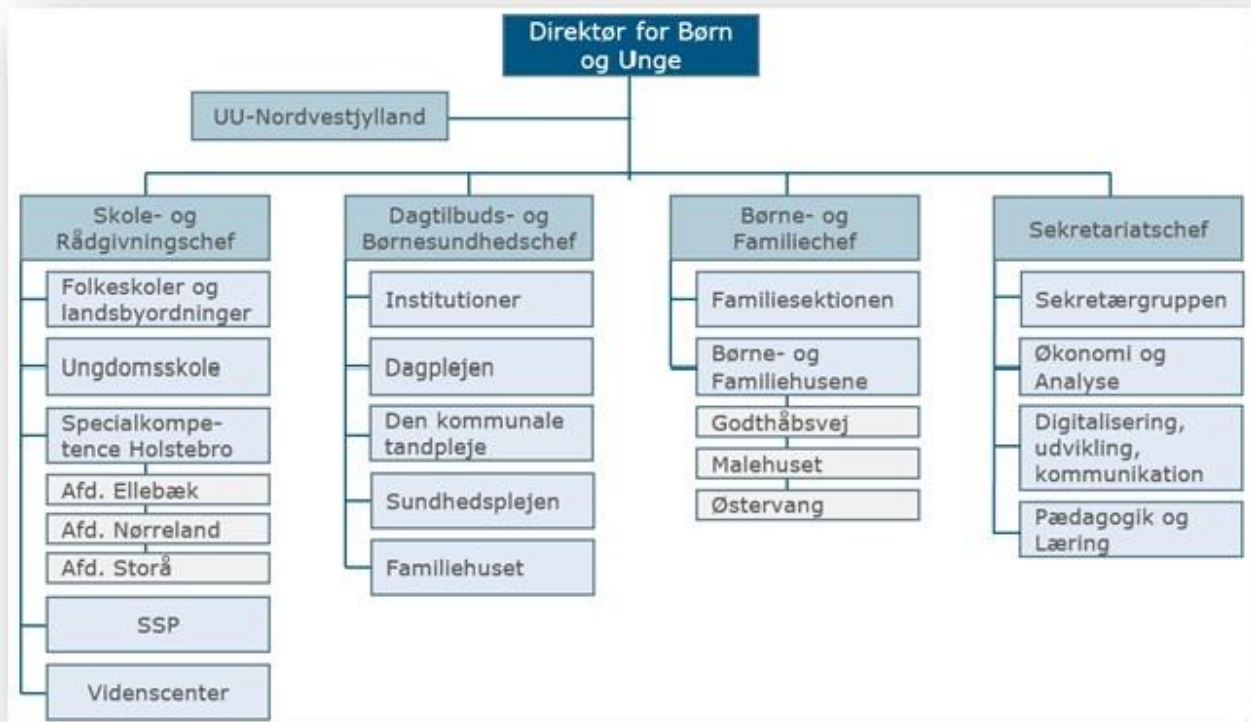 Direktør for Børn
og Unge
UU-Nordvestjylland
Skole- og
Rådgivningschef
Folkeskoler og
landsbyordninger
Ungdomsskole
Specialkompe-
tence Holstebro
Afd. Ellebæk
Afd. Nørreland
Afd. Storå
SSP
Videnscenter
Dagtilbuds- og
Børnesundhedschef
Institutioner
Dagplejen
Den kommunale
tandpleje
Sundhedsplejen
Familiehuset
Børne- og
Familiechef
Familiesektionen
Børne- og
Familiehusene
Godthåbsvej
Malehuset
Østervang
Sekretariatschef
Sekretærgruppen
Økonomi og
Analyse
Digitalisering,
udvikling,
kommunikation
Pædagogik og
Læring